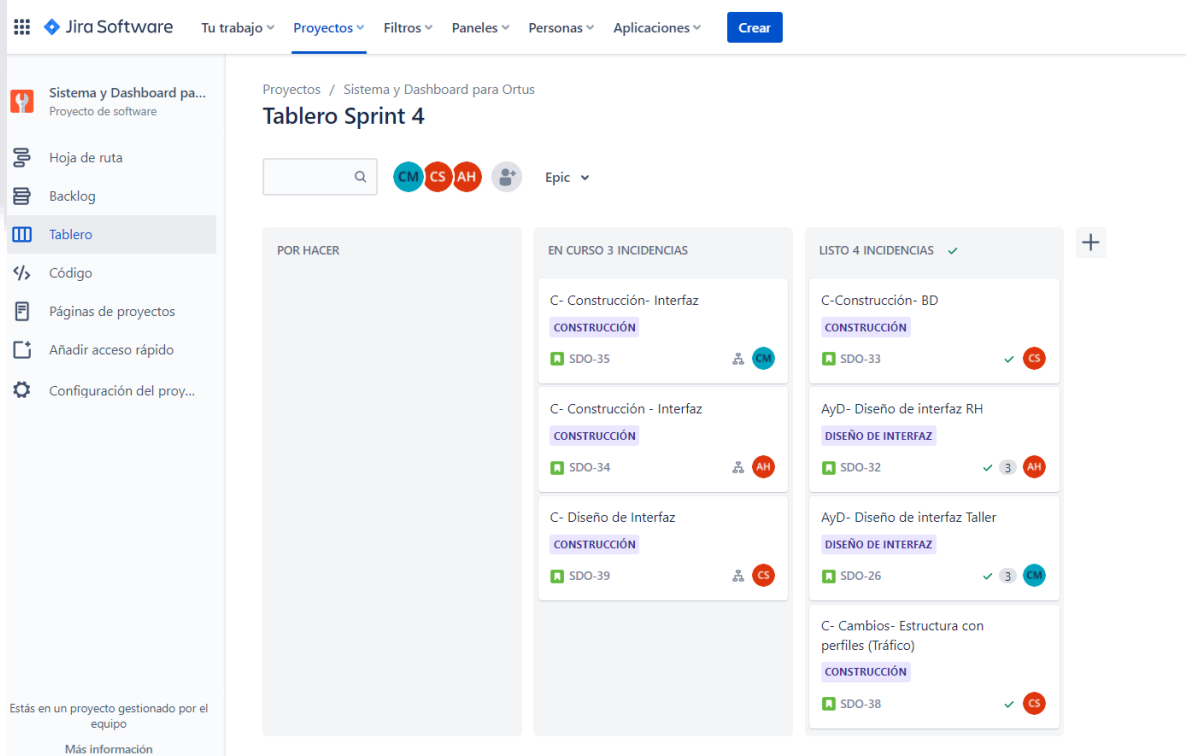 Jira Software
Tu trabajo
Proyectos
Filtros
Paneles
Personas
Aplicaciones
Crear
Sistema y Dashboard pa...
Proyecto de software
Hoja de ruta
Backlog
Tablero
Código
Páginas de proyectos
Añadir acceso rápido
Configuración del proy...
Estás en un proyecto gestionado por el
equipo
Más información
Proyectos / Sistema y Dashboard para Ortus
Tablero Sprint 4
CM CS AH
Epic
POR HACER
EN CURSO 3 INCIDENCIAS
C- Construcción- Interfaz
CONSTRUCCIÓN
SDO-35 CM
C- Construcción - Interfaz
CONSTRUCCIÓN
SDO-34 AH
C- Diseño de Interfaz
CONSTRUCCIÓN
SDO-39 CS
LISTO 4 INCIDENCIAS
C-Construcción- BD
CONSTRUCCIÓN
SDO-33 CS
AyD- Diseño de interfaz RH
DISEÑO DE INTERFAZ
SDO-32 3 AH
AyD- Diseño de interfaz Taller
DISEÑO DE INTERFAZ
SDO-26 3 CM
C- Cambios- Estructura con
perfiles (Tráfico)
CONSTRUCCIÓN
SDO-38 CS